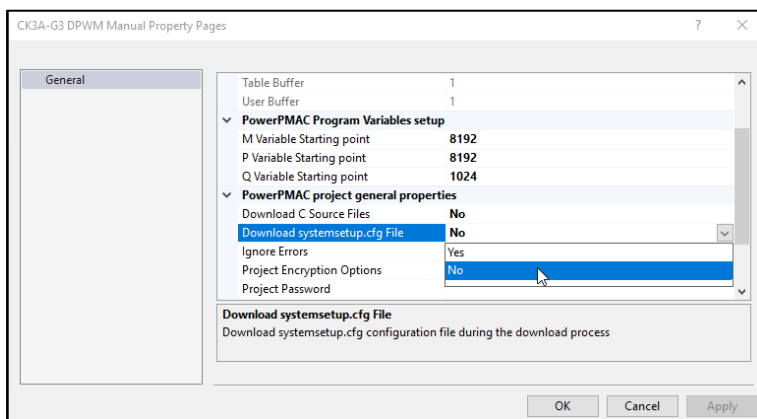 CK3A-G3 DPWM Manual Property Pages ? ×
General
Table Buffer 1
User Buffer 1
PowerPMAC Program Variables setup
M Variable Starting point 8192
P Variable Starting point 8192
Q Variable Starting point 1024
PowerPMAC project general properties
Download C Source Files No
Download systemsetup.cfg File No
Ignore Errors Yes
Project Encryption Options No
Project Password
Download systemsetup.cfg File
Download systemsetup.cfg configuration file during the download process
OK Cancel Apply